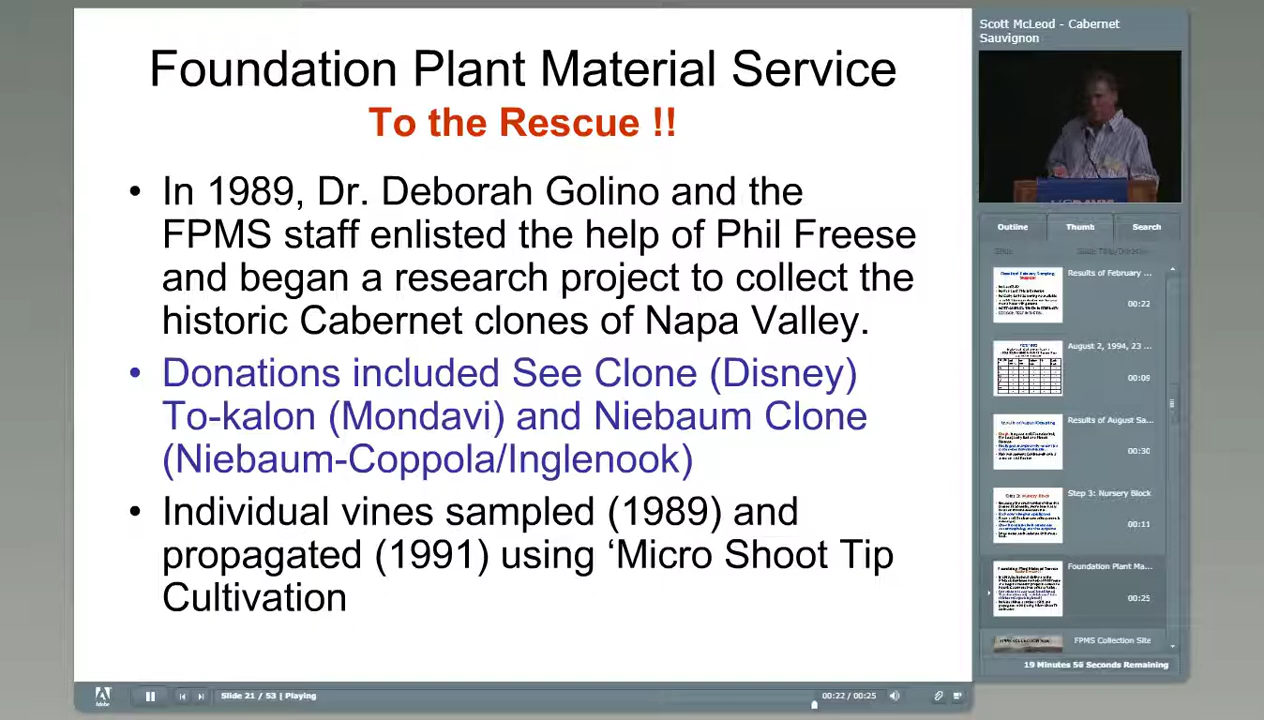 Foundation Plant Material Service
To the Rescue !!
• In 1989, Dr. Deborah Golino and the
FPMS staff enlisted the help of Phil Freese
and began a research project to collect the
historic Cabernet clones of Napa Valley.
• Donations included See Clone (Disney)
To-kalon (Mondavi) and Niebaum Clone
(Niebaum-Coppola/Inglenook)
• Individual vines sampled (1989) and
propagated (1991) using ‘Micro Shoot Tip
Cultivation
Scott McLeod - Cabernet
Sauvignon
Outline Thumb Search
Results of February ...
00:22
August 2, 1994, 23 ...
00:09
Results of August Sa...
00:30
Step 3: Nursery Block
00:11
Foundation Plant Ma...
00:25
FPMS Collection Site
19 Minutes 56 Seconds Remaining
Adobe
Slide 21 / 53 | Playing
00:22 / 00:25